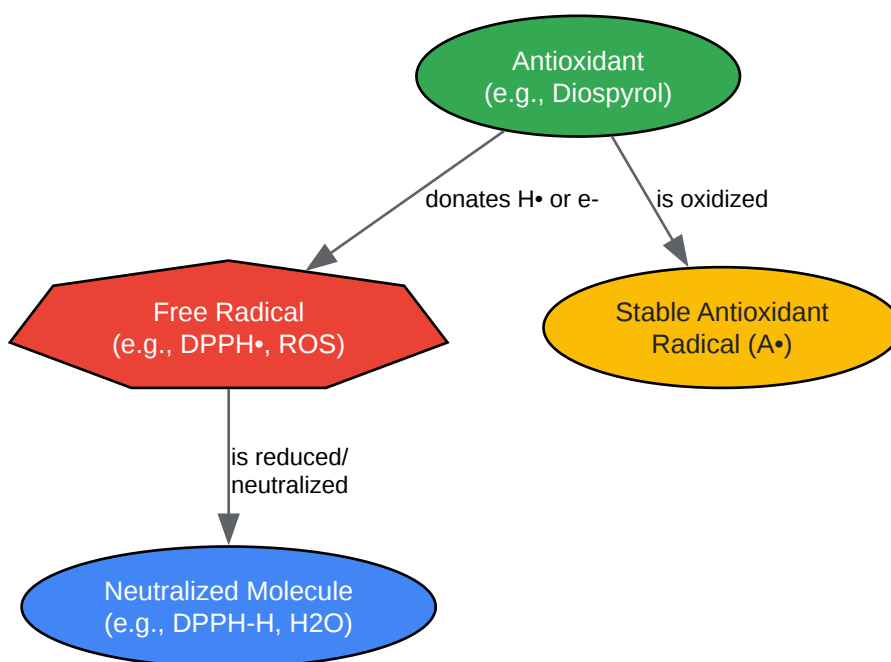 Antioxidant
(e.g., Diospyrol)
donates H• or e-
is oxidized
Free Radical
(e.g., DPPH•, ROS)
Stable Antioxidant
Radical (A•)
is reduced/
neutralized
Neutralized Molecule
(e.g., DPPH-H, H2O)